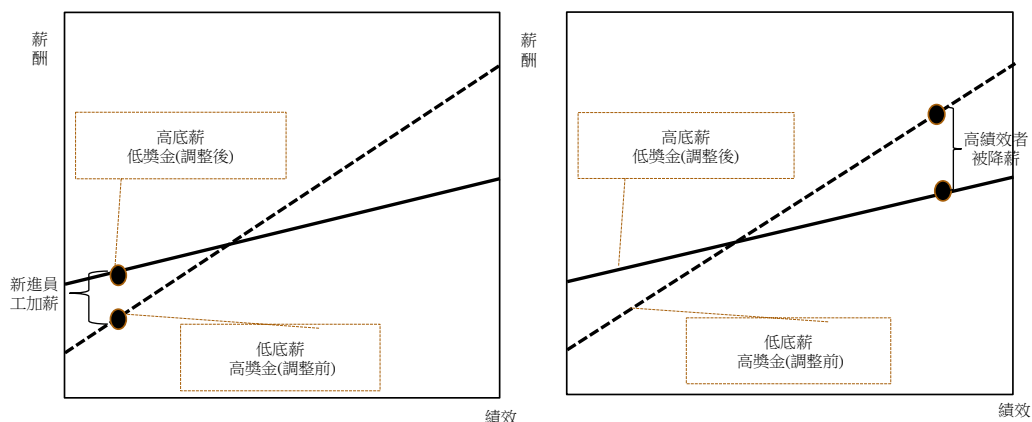 薪
酬
高底薪
低獎金(調整後)
新進員
工加薪
低底薪
高獎金(調整前)
績效
薪
酬
高底薪
低獎金(調整後)
高績效者
被降薪
低底薪
高獎金(調整前)
績效